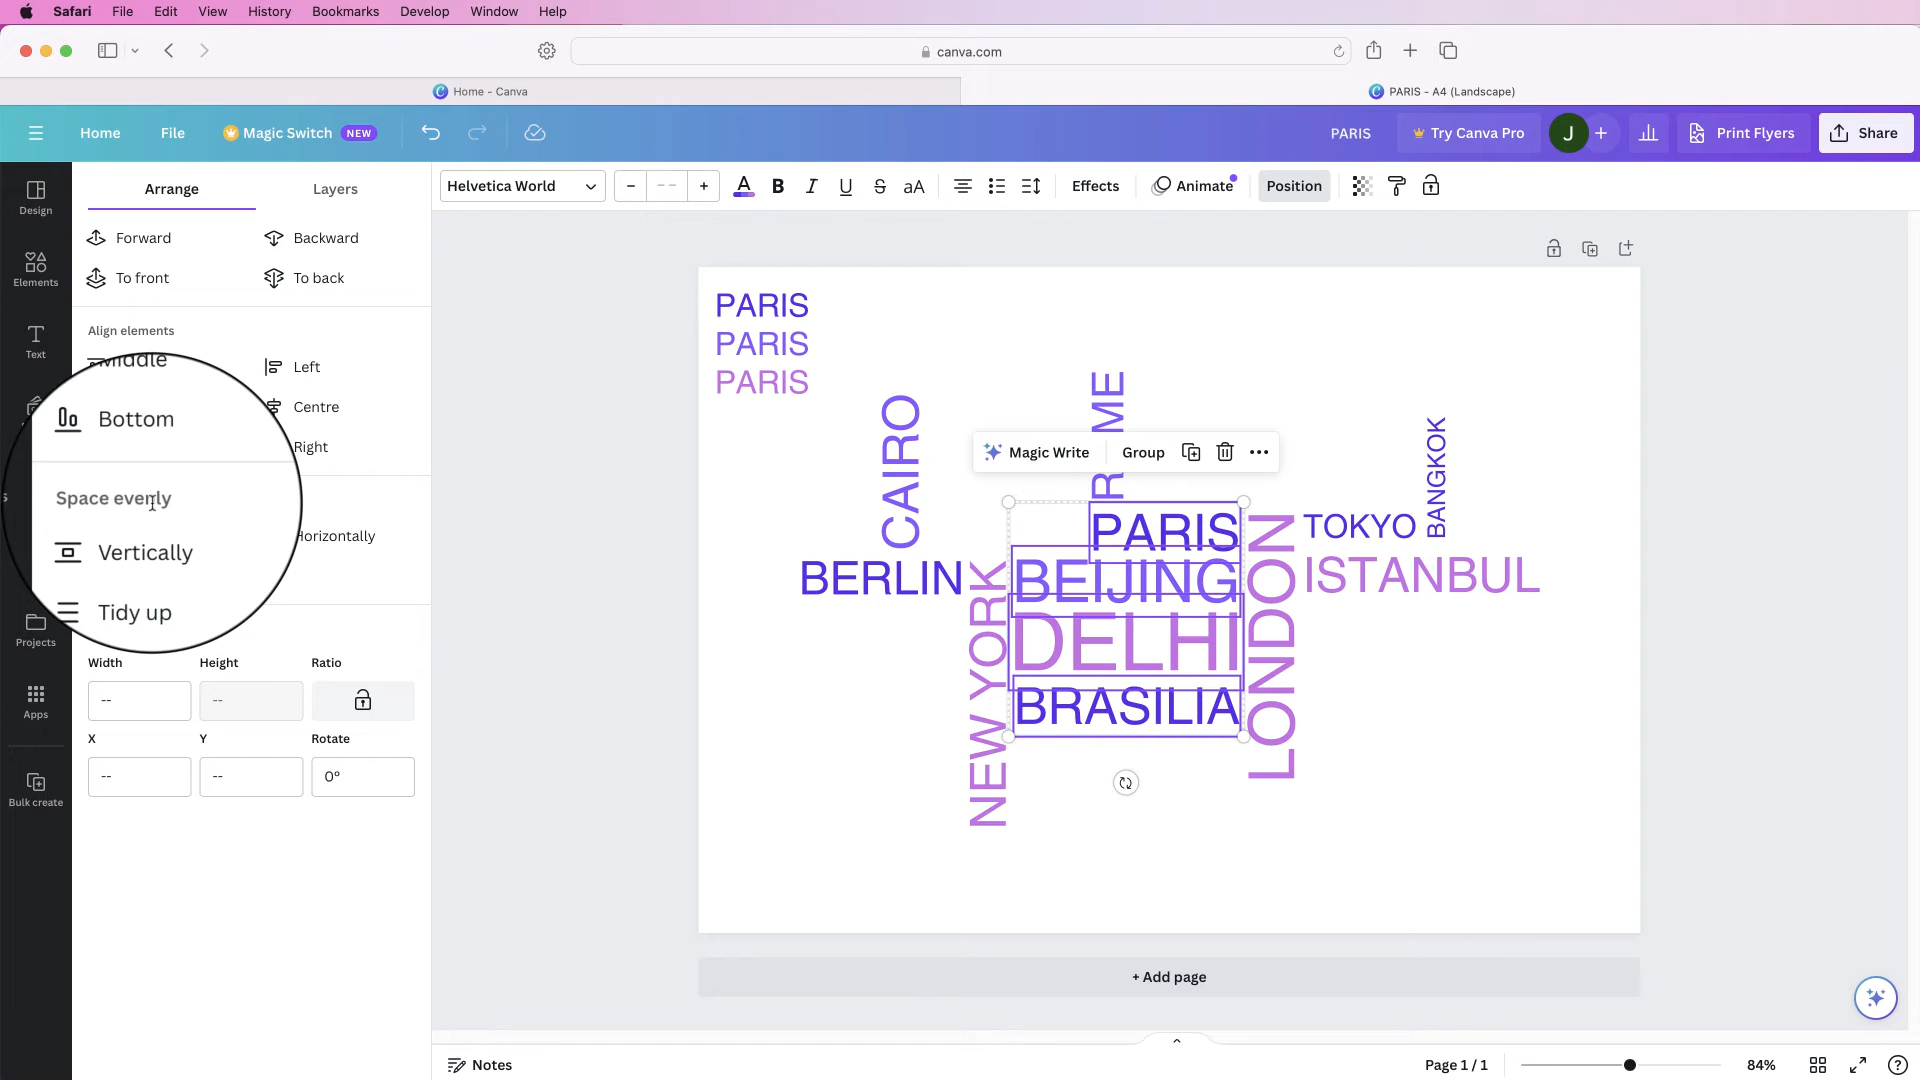 Safari File Edit View History Bookmarks Develop Window Help
canva.com
Home - Canva
PARIS - A4 (Landscape)
Home File Magic Switch NEW
PARIS Try Canva Pro J Print Flyers Share
Arrange Layers
Helvetica World - -- + A B I U S aA Effects Animate Position
Design
Elements
Text
Projects
Apps
Bulk create
Forward Backward
To front To back
Align elements
Middle Left
Bottom Centre
Right
Space evenly
Vertically Horizontally
Tidy up
Width Height Ratio
-- --
X Y Rotate
-- -- 0°
PARIS
PARIS
PARIS
CAIRO
ROME
Magic Write Group
BANGKOK
PARIS
TOKYO
BERLIN
BEIJING
ISTANBUL
NEW YORK
DELHI
LONDON
BRASILIA
+ Add page
Notes
Page 1 / 1 84%